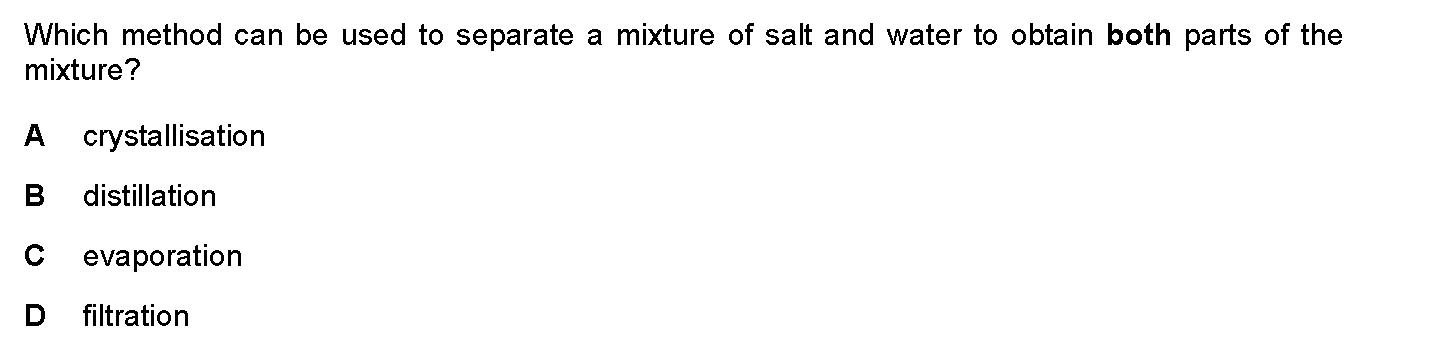 Which method can be used to separate a mixture of salt and water to obtain both parts of the
mixture?
A crystallisation
B distillation
C evaporation
D filtration